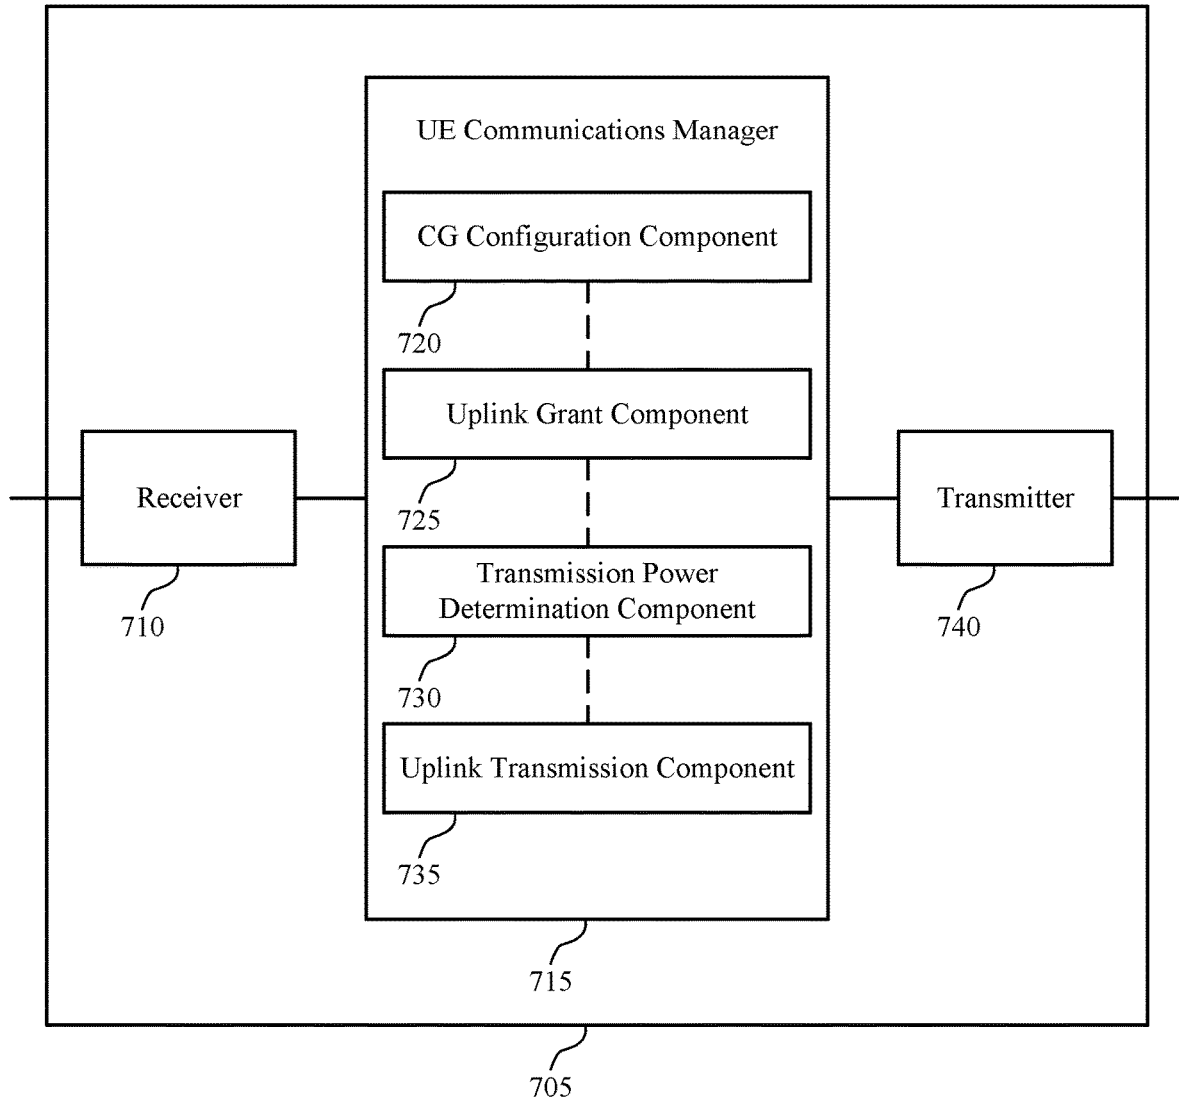 UE Communications Manager
CG Configuration Component
720
Uplink Grant Component
725
Receiver
710
Transmission Power
Determination Component
730
Transmitter
740
Uplink Transmission Component
735
715
705